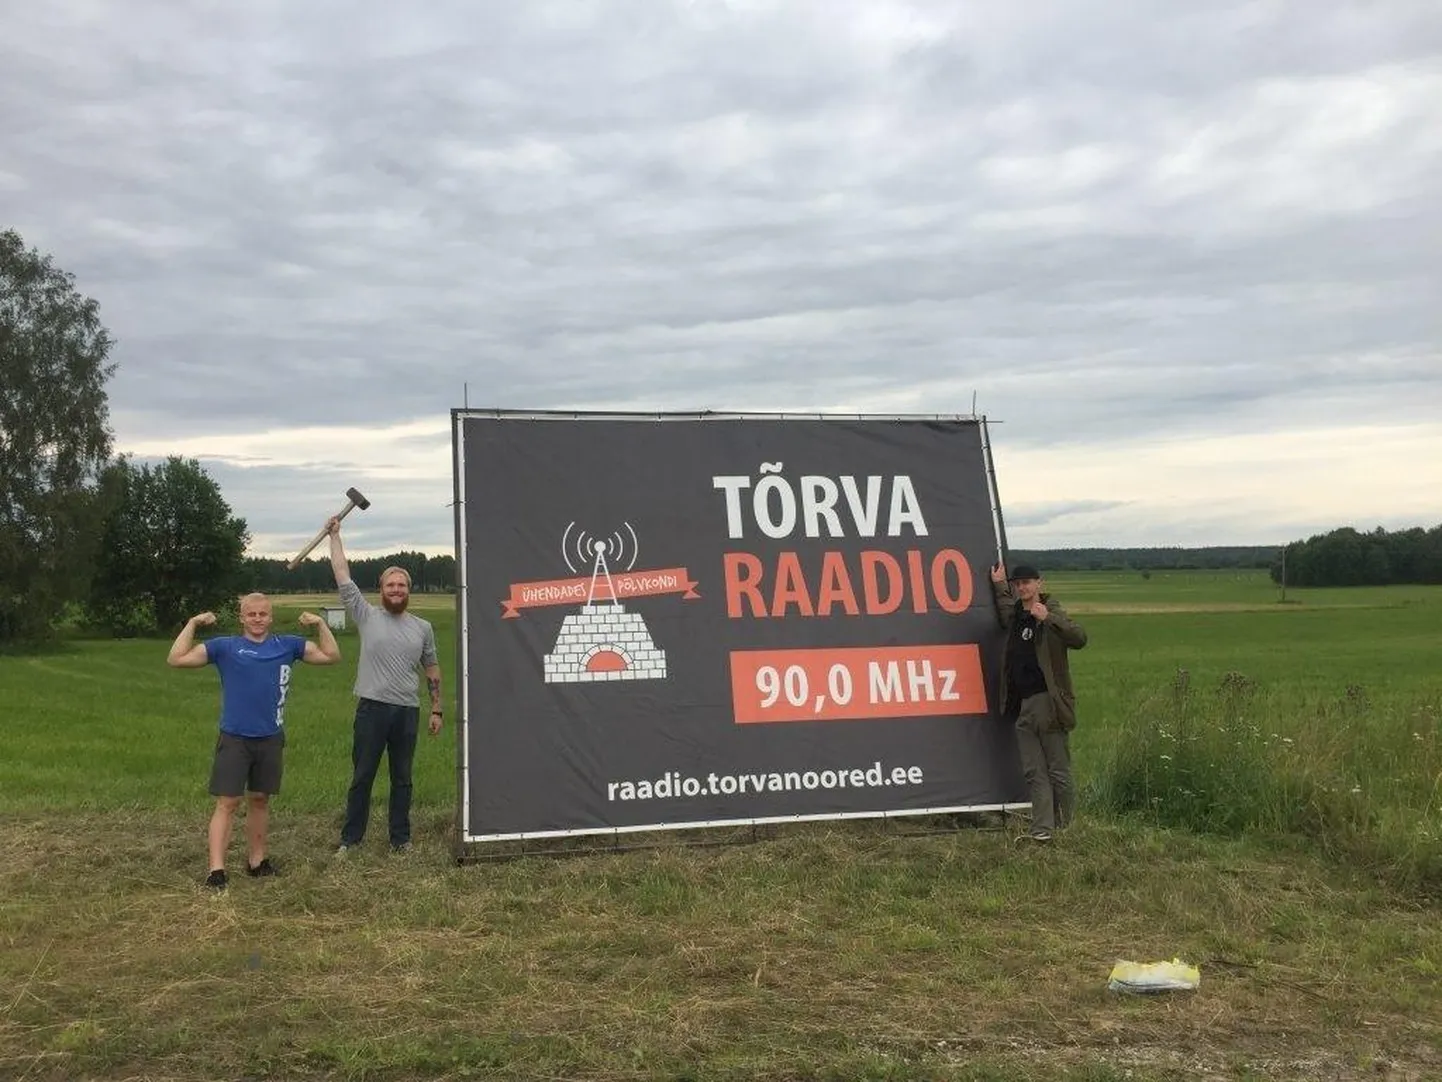 TÕRVA
RAADIO
ÜHENDADES PÕLVKONDI
90,0 MHz
raadio.torvanoored.ee